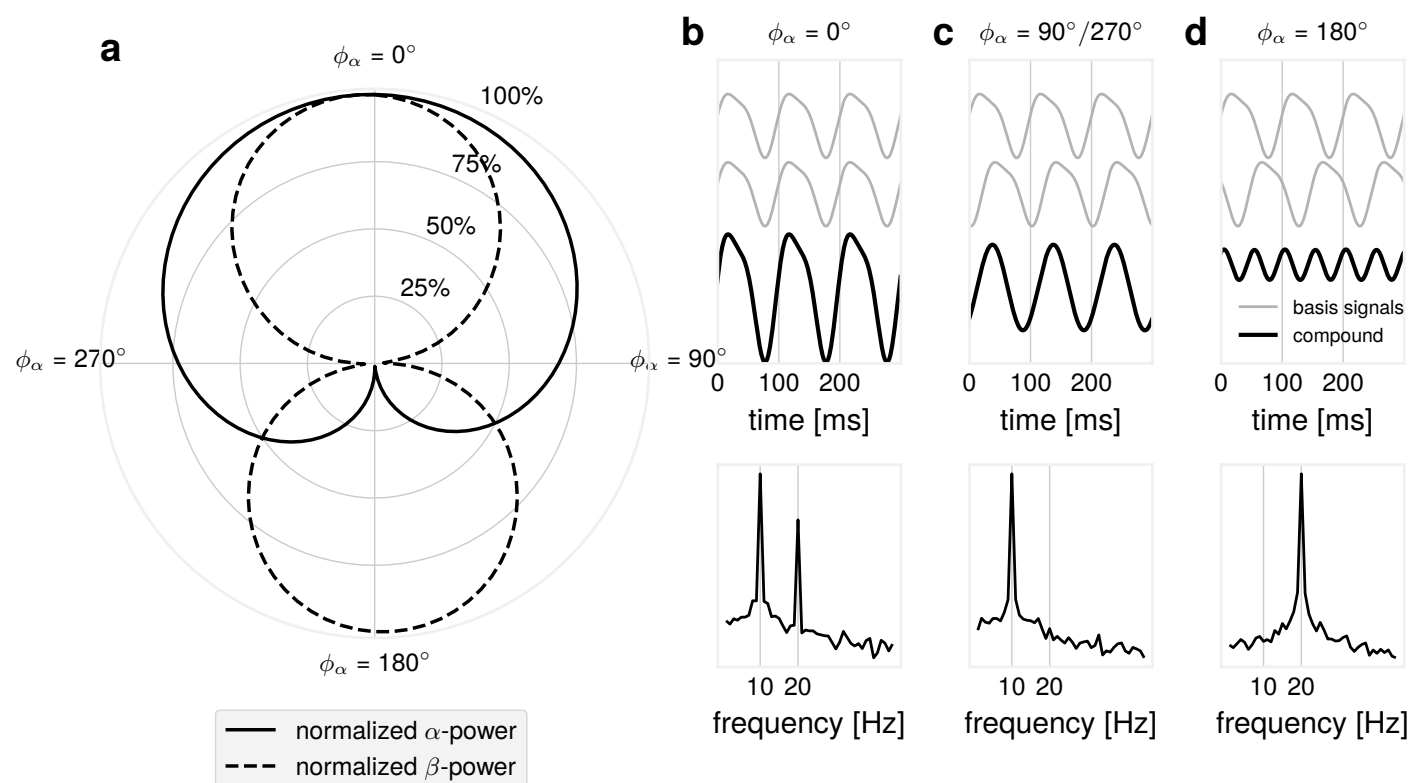 a
ϕα = 0°
100%
75%
50%
25%
ϕα = 270°
ϕα = 90°
ϕα = 180°
normalized α-power
normalized β-power
b
ϕα = 0°
0 100 200
time [ms]
10 20
frequency [Hz]
c
ϕα = 90°/270°
0 100 200
time [ms]
10 20
frequency [Hz]
d
ϕα = 180°
basis signals
compound
0 100 200
time [ms]
10 20
frequency [Hz]